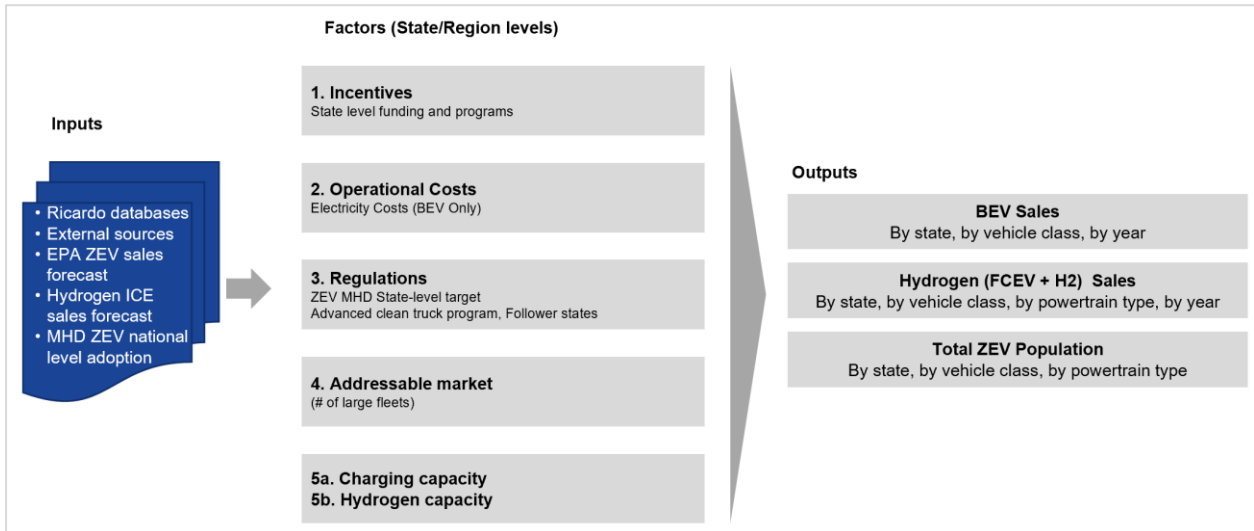 Factors (State/Region levels)
Inputs
• Ricardo databases
• External sources
• EPA ZEV sales
forecast
• Hydrogen ICE
sales forecast
• MHD ZEV national
level adoption
1. Incentives
State level funding and programs
2. Operational Costs
Electricity Costs (BEV Only)
3. Regulations
ZEV MHD State-level target
Advanced clean truck program, Follower states
4. Addressable market
(# of large fleets)
5a. Charging capacity
5b. Hydrogen capacity
Outputs
BEV Sales
By state, by vehicle class, by year
Hydrogen (FCEV + H2) Sales
By state, by vehicle class, by powertrain type, by year
Total ZEV Population
By state, by vehicle class, by powertrain type